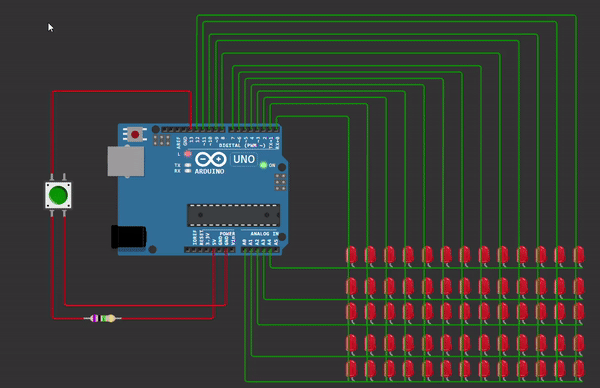 AREF
GND
13
12
~11
~10
~9
8
7
~6
~5
4
~3
2
TX→1
RX←0
DIGITAL (PWM ~)
L
TX
RX
UNO
ARDUINO
ON
IOREF
RESET
3.3V
5V
GND
GND
VIN
POWER
ANALOG IN
A0
A1
A2
A3
A4
A5